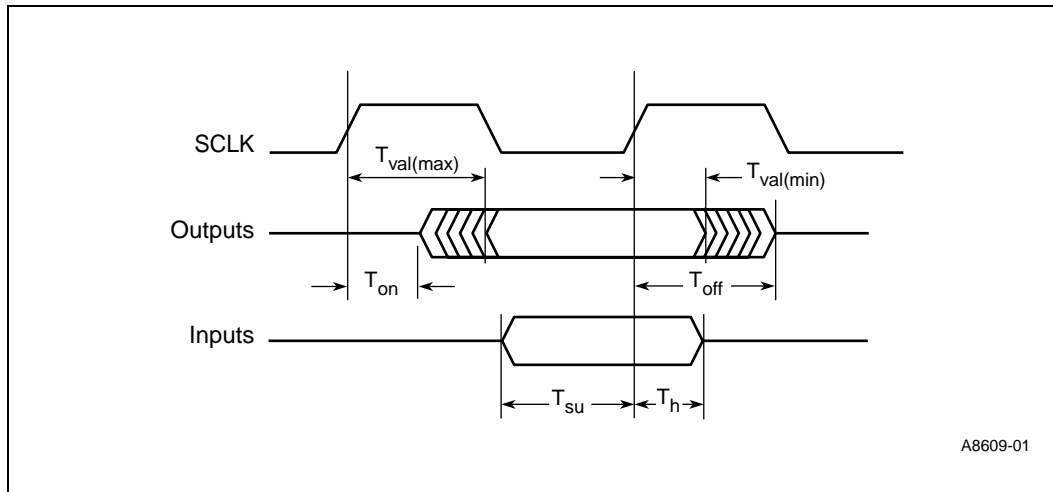 SCLK
T_val(max)
T_val(min)
Outputs
T_on
T_off
Inputs
T_su
T_h
A8609-01